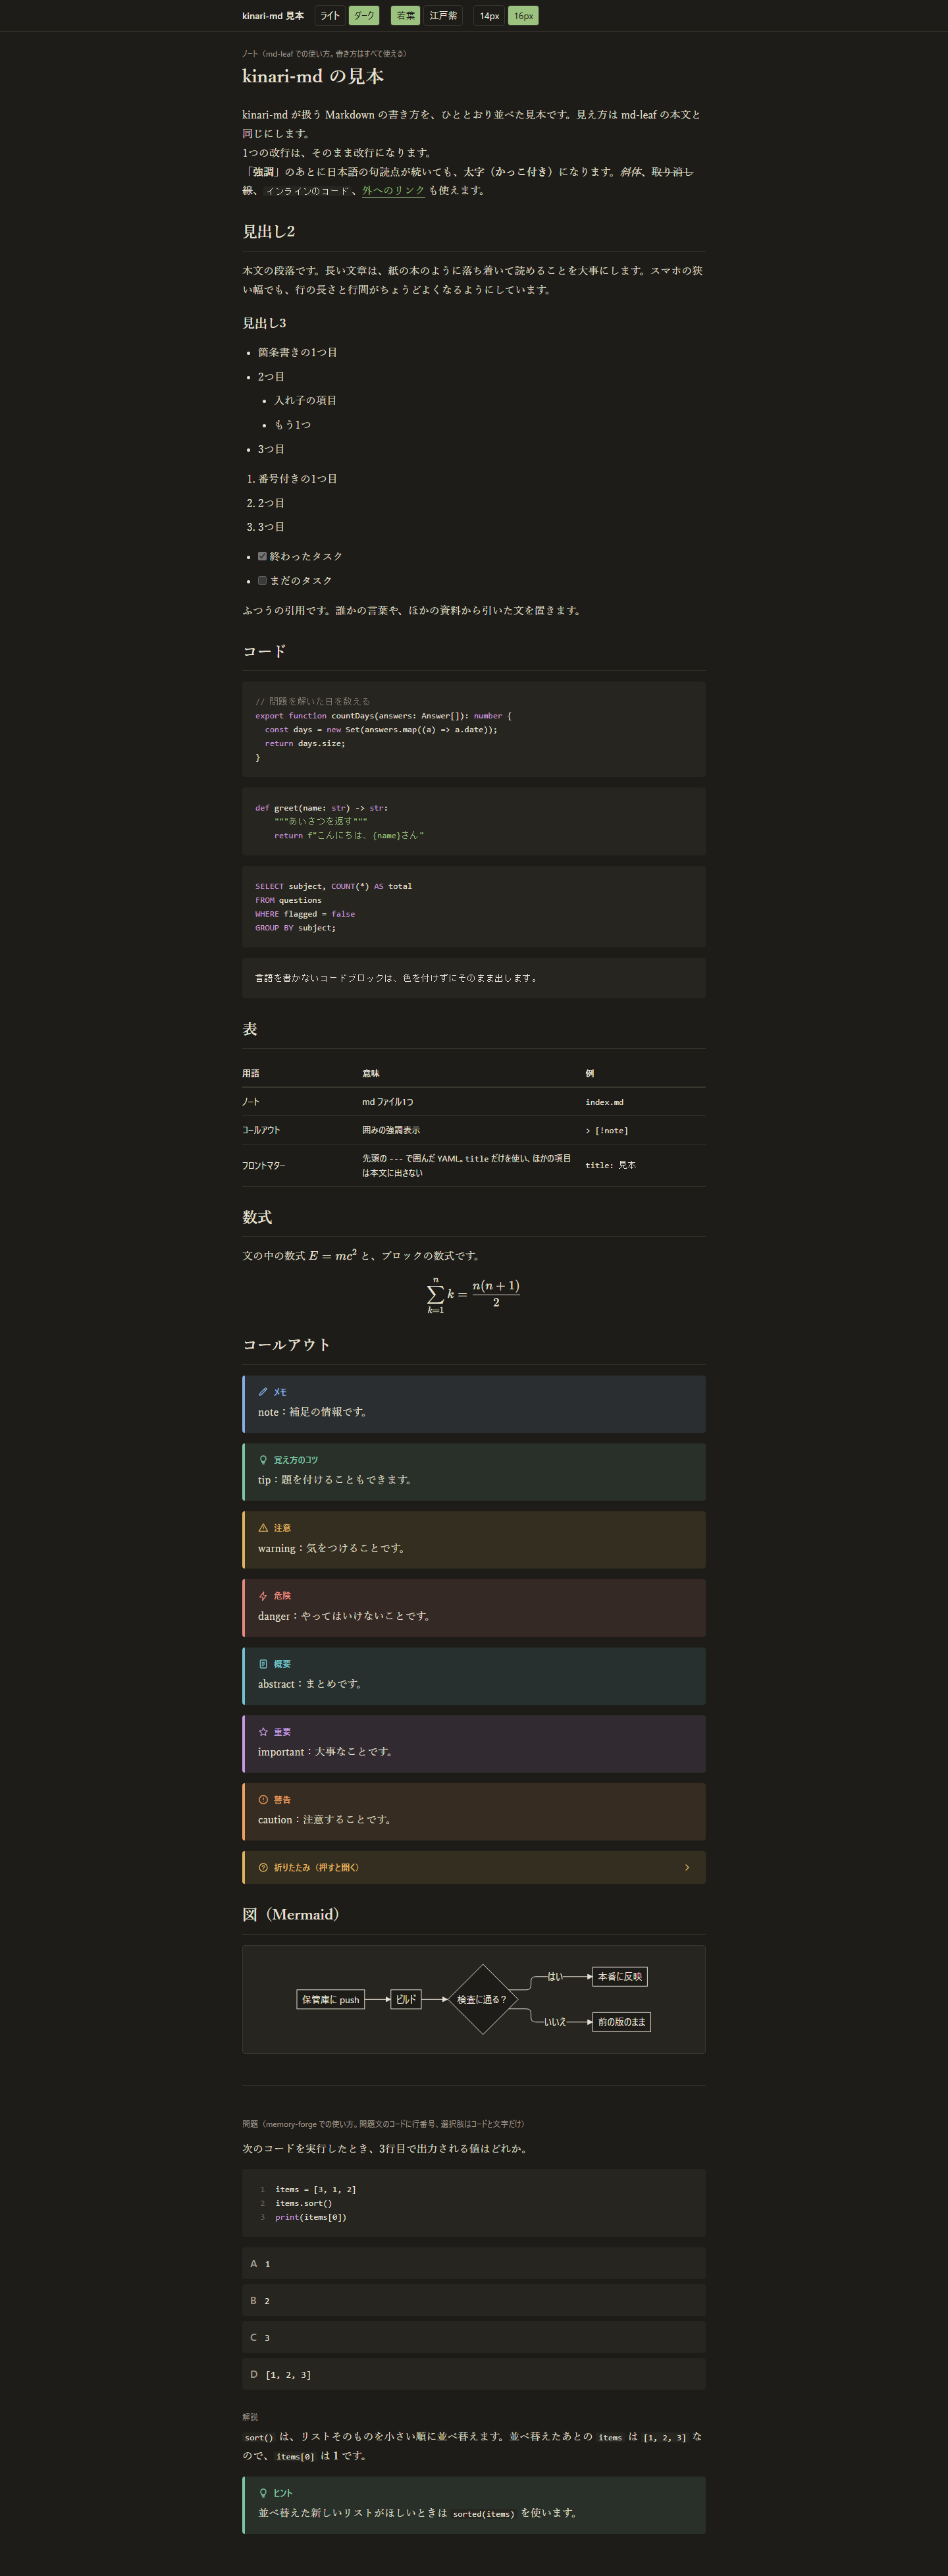 kinari-md 見本 ライト ダーク 若葉 江戸紫 14px 16px
ノート（md-leaf での使い方。書き方はすべて使える）
kinari-md の見本
kinari-md が扱う Markdown の書き方を、ひととおり並べた見本です。見え方は md-leaf の本文と
同じにします。
1つの改行は、そのまま改行になります。
「強調」のあとに日本語の句読点が続いても、太字（かっこ付き）になります。斜体、取り消し
線、インラインのコード、外へのリンク も使えます。
見出し2
本文の段落です。長い文章は、紙の本のように落ち着いて読めることを大事にします。スマホの狭
い幅でも、行の長さと行間がちょうどよくなるようにしています。
見出し3
• 箇条書きの1つ目
• 2つ目
• 入れ子の項目
• もう1つ
• 3つ目
1. 番号付きの1つ目
2. 2つ目
3. 3つ目
• 終わったタスク
• まだのタスク
ふつうの引用です。誰かの言葉や、ほかの資料から引いた文を置きます。
コード
// 問題を解いた日を数える
export function countDays(answers: Answer[]): number {
  const days = new Set(answers.map((a) => a.date));
  return days.size;
}
def greet(name: str) -> str:
    """あいさつを返す"""
    return f"こんにちは、{name}さん"
SELECT subject, COUNT(*) AS total
FROM questions
WHERE flagged = false
GROUP BY subject;
言語を書かないコードブロックは、色を付けずにそのまま出します。
表
用語 意味 例
ノート md ファイル1つ index.md
コールアウト 囲みの強調表示 > [!note]
フロントマター 先頭の --- で囲んだ YAML。title だけを使い、ほかの項目は本文に出さない title: 見本
数式
文の中の数式 E = mc² と、ブロックの数式です。
∑_{k=1}^{n} k = n(n + 1) / 2
コールアウト
メモ
note：補足の情報です。
覚え方のコツ
tip：題を付けることもできます。
注意
warning：気をつけることです。
危険
danger：やってはいけないことです。
概要
abstract：まとめです。
重要
important：大事なことです。
警告
caution：注意することです。
折りたたみ（押すと開く）
図（Mermaid）
保管庫に push ビルド 検査に通る？ はい 本番に反映
いいえ 前の版のまま
問題（memory-forge での使い方。問題文のコードに行番号、選択肢はコードと文字だけ）
次のコードを実行したとき、3行目で出力される値はどれか。
1 items = [3, 1, 2]
2 items.sort()
3 print(items[0])
A 1
B 2
C 3
D [1, 2, 3]
解説
sort() は、リストそのものを小さい順に並べ替えます。並べ替えたあとの items は [1, 2, 3] な
ので、items[0] は 1 です。
ヒント
並べ替えた新しいリストがほしいときは sorted(items) を使います。